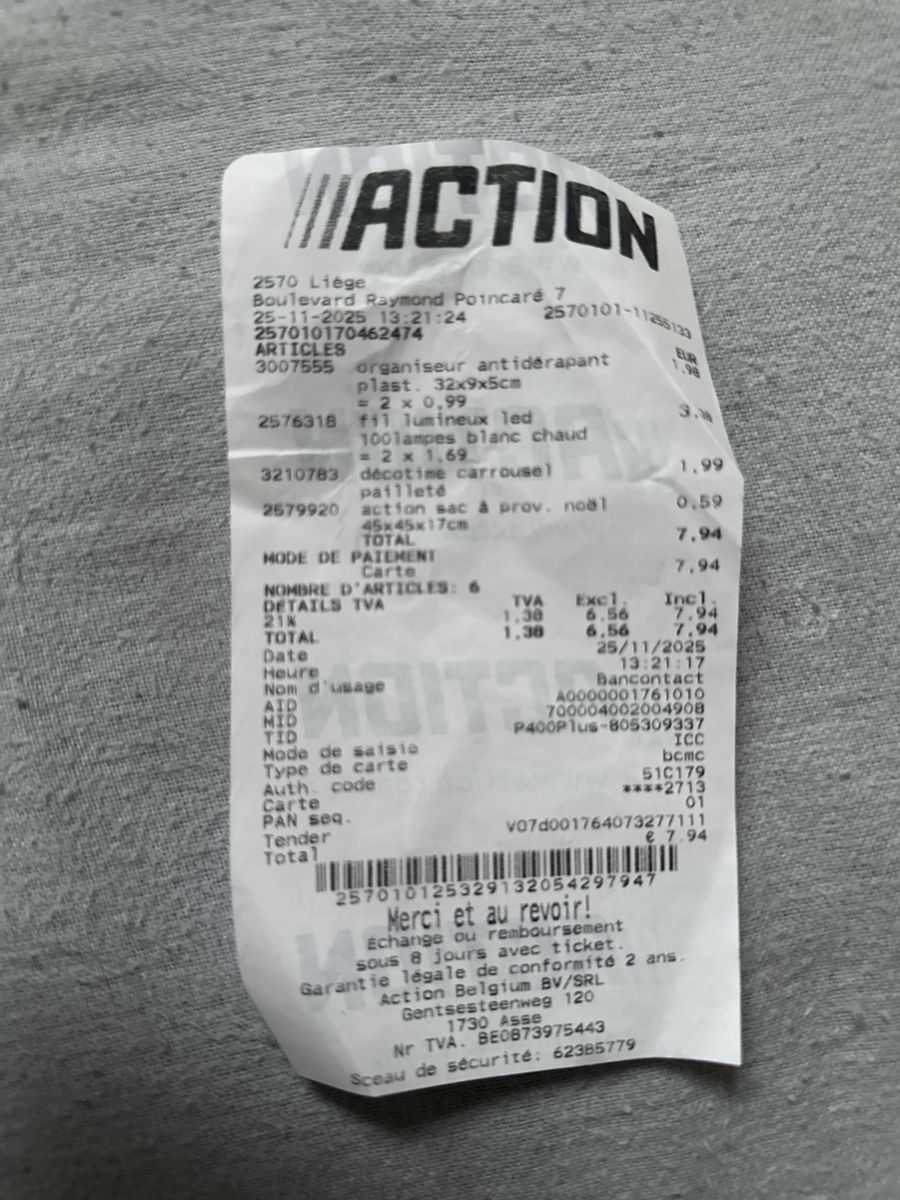 ACTION
2570 Liège
Boulevard Raymond Poincaré 7
25-11-2025 13:21:24 2570101-11255133
257010170462474
ARTICLES EUR
3007555 organiseur antidérapant 1.98
plast. 32x9x5cm
= 2 x 0,99
2576318 fil lumineux led 3.38
100lampes blanc chaud
= 2 x 1,69
3210783 décotime carrousel 1,99
pailleté
2579920 action sac à prov. noël 0,59
45x45x17cm
TOTAL 7,94
MODE DE PAIEMENT
Carte 7,94
NOMBRE D'ARTICLES: 6
DETAILS TVA TVA Excl. Incl.
21% 1.38 6.56 7.94
TOTAL 1.38 6.56 7.94
Date 25/11/2025
Heure 13:21:17
Nom d'usage Bancontact
AID A0000001761010
MID 700004002004908
TID P400Plus-805309337
Mode de saisie ICC
Type de carte bcmc
Auth. code 51C179
Carte ****2713
PAN seq. 01
Tender V07d001764073277111
Total € 7.94
2570101253291320542979​47
Merci et au revoir!
Echange ou remboursement
sous 8 jours avec ticket.
Garantie légale de conformité 2 ans.
Action Belgium BV/SRL
Gentsesteenweg 120
1730 Asse
Nr TVA. BE0873975443
Sceau de sécurité: 62385779